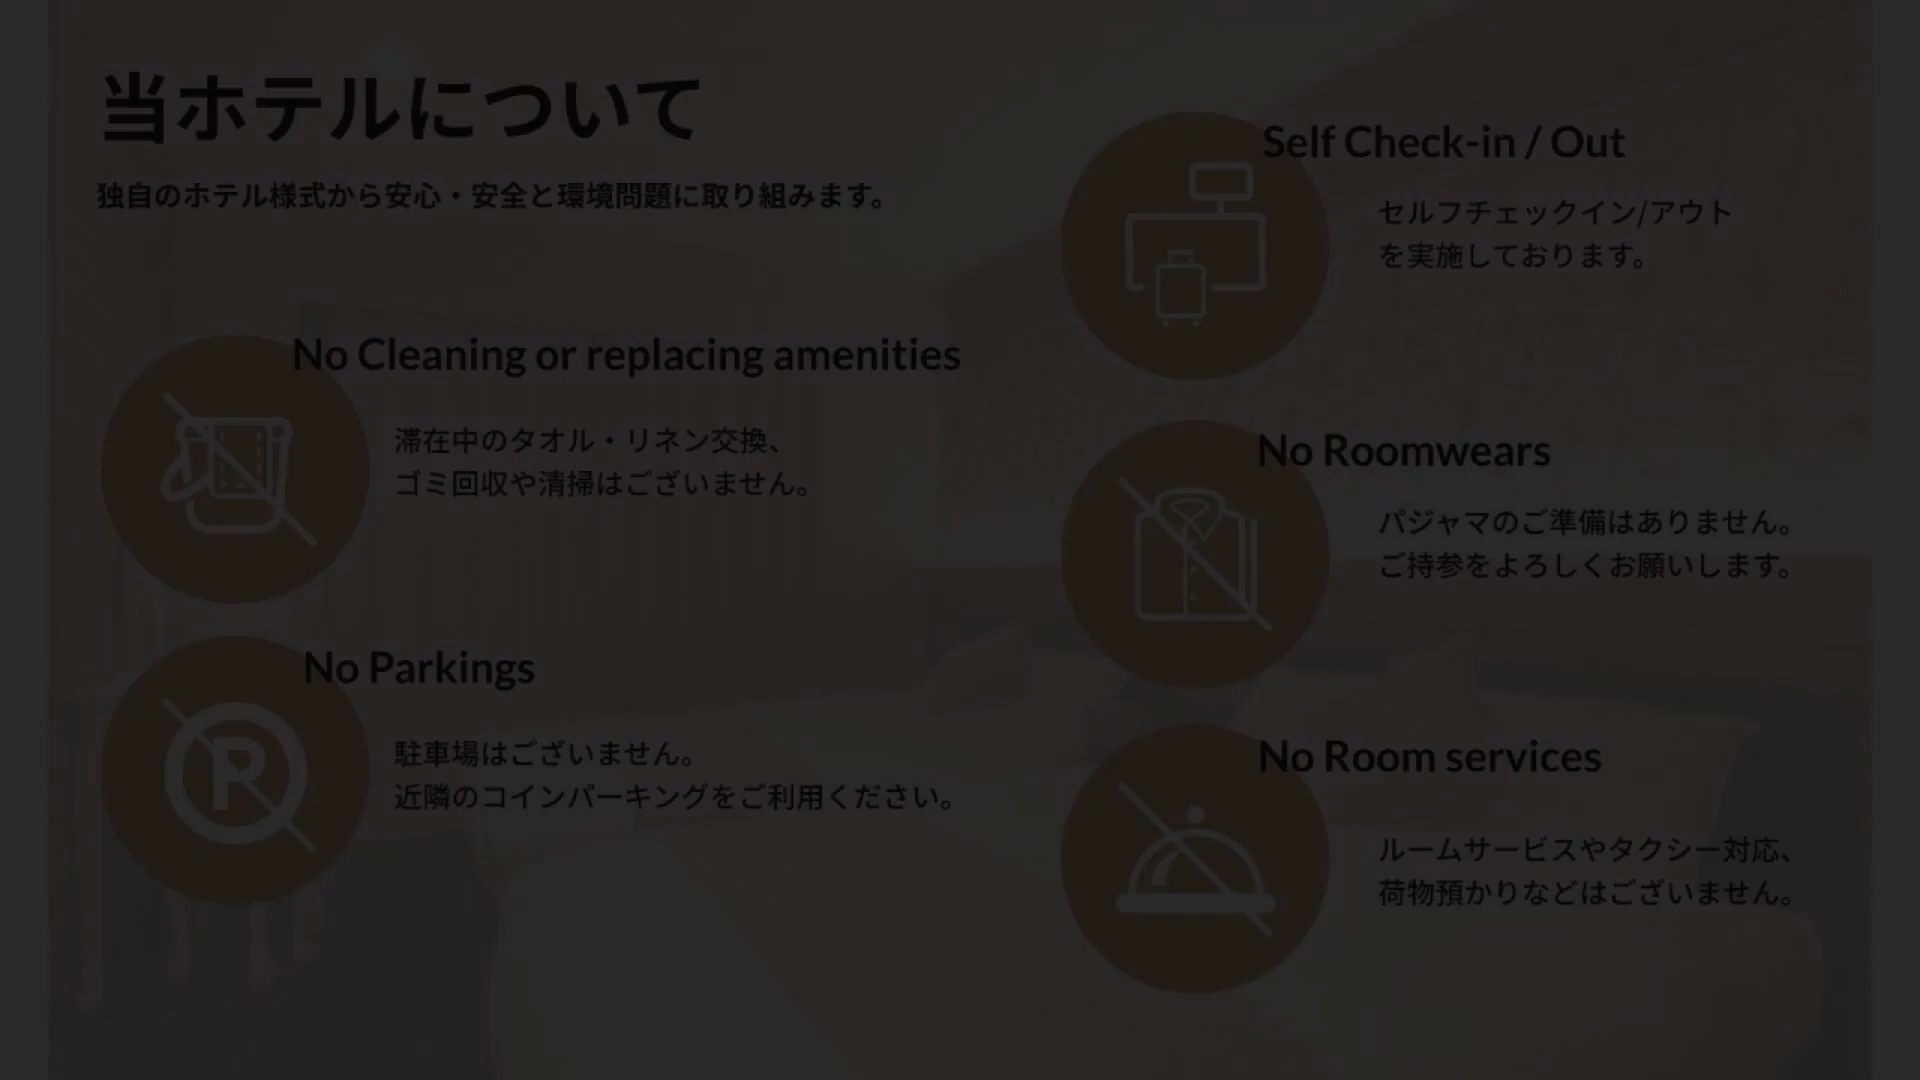 当ホテルについて
独自のホテル様式から安心・安全と環境問題に取り組みます。
No Cleaning or replacing amenities
滞在中のタオル・リネン交換、
ゴミ回収や清掃はございません。
No Parkings
P
駐車場はございません。
近隣のコインパーキングをご利用ください。
Self Check-in / Out
セルフチェックイン/アウト
を実施しております。
No Roomwears
パジャマのご準備はありません。
ご持参をよろしくお願いします。
No Room services
ルームサービスやタクシー対応、
荷物預かりなどはございません。